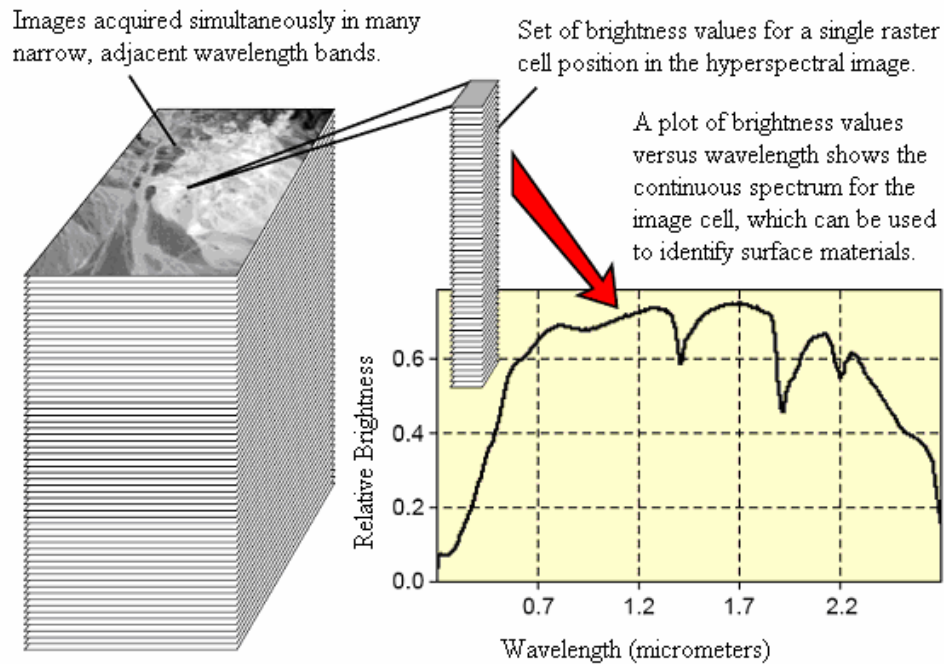 Images acquired simultaneously in many
narrow, adjacent wavelength bands.
Set of brightness values for a single raster
cell position in the hyperspectral image.
A plot of brightness values
versus wavelength shows the
continuous spectrum for the
image cell, which can be used
to identify surface materials.
Relative Brightness
0.6
0.4
0.2
0.0
0.7 1.2 1.7 2.2
Wavelength (micrometers)